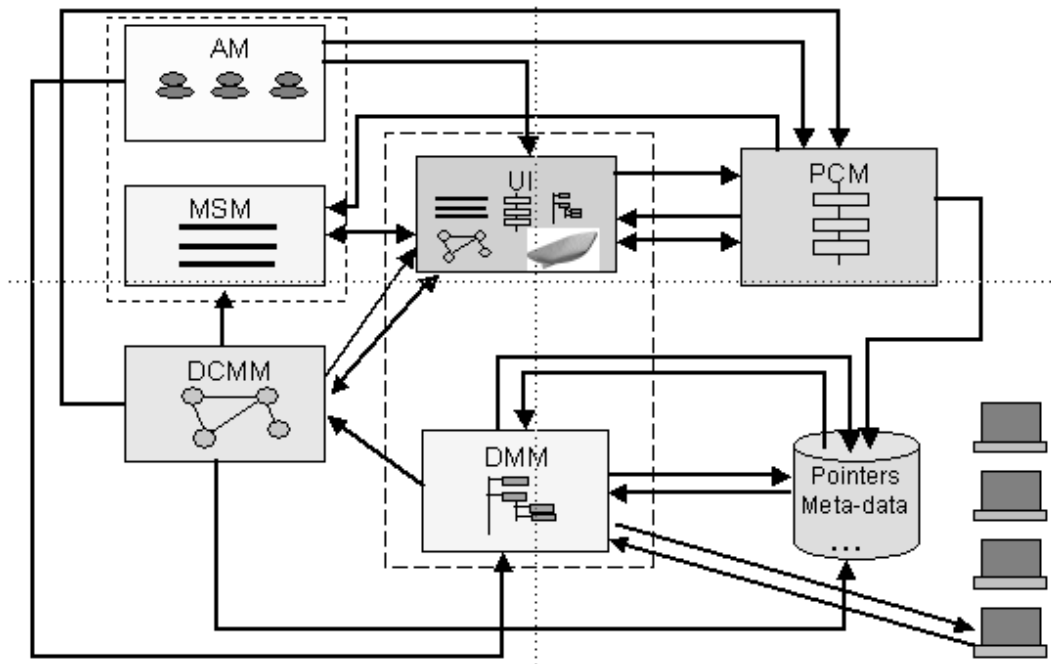 AM
UI
PCM
MSM
DCMM
DMM
Pointers
Meta-data
...